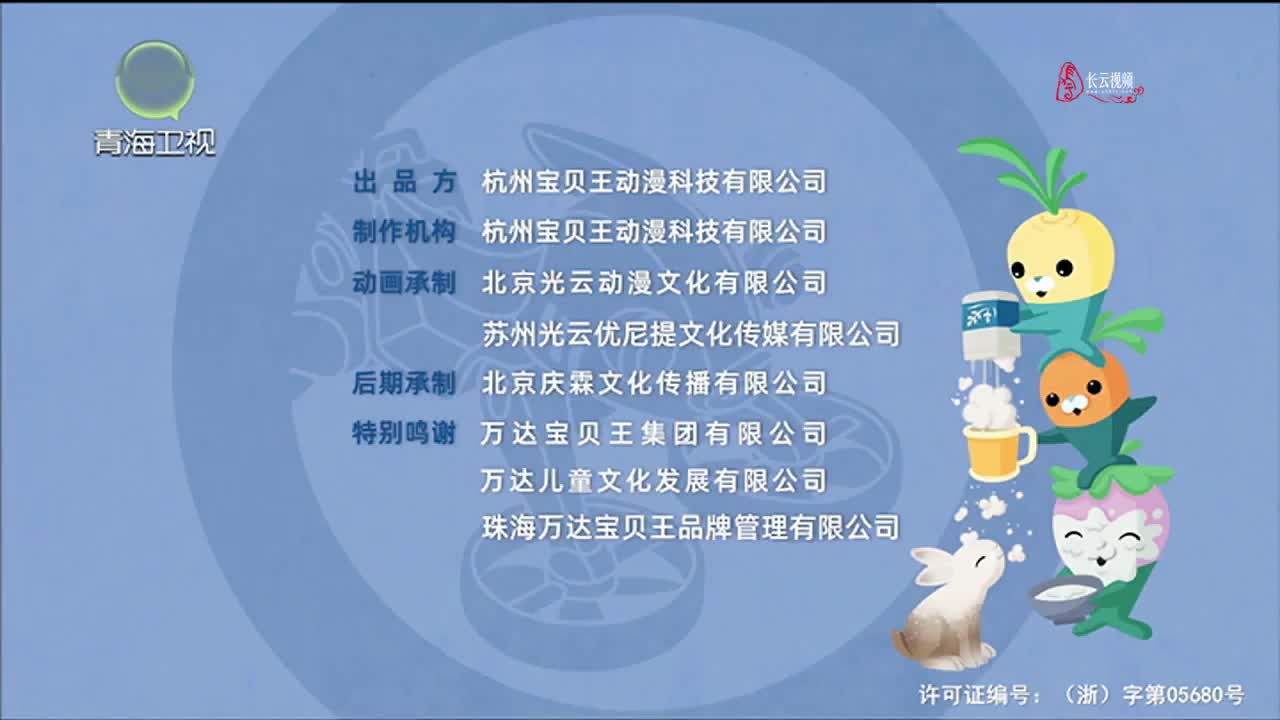 青海卫视
长云视频
出品方 杭州宝贝王动漫科技有限公司
制作机构 杭州宝贝王动漫科技有限公司
动画承制 北京光云动漫文化有限公司
苏州光云优尼提文化传媒有限公司
后期承制 北京庆霖文化传播有限公司
特别鸣谢 万达宝贝王集团有限公司
万达儿童文化发展有限公司
珠海万达宝贝王品牌管理有限公司
许可证编号：（浙）字第05680号